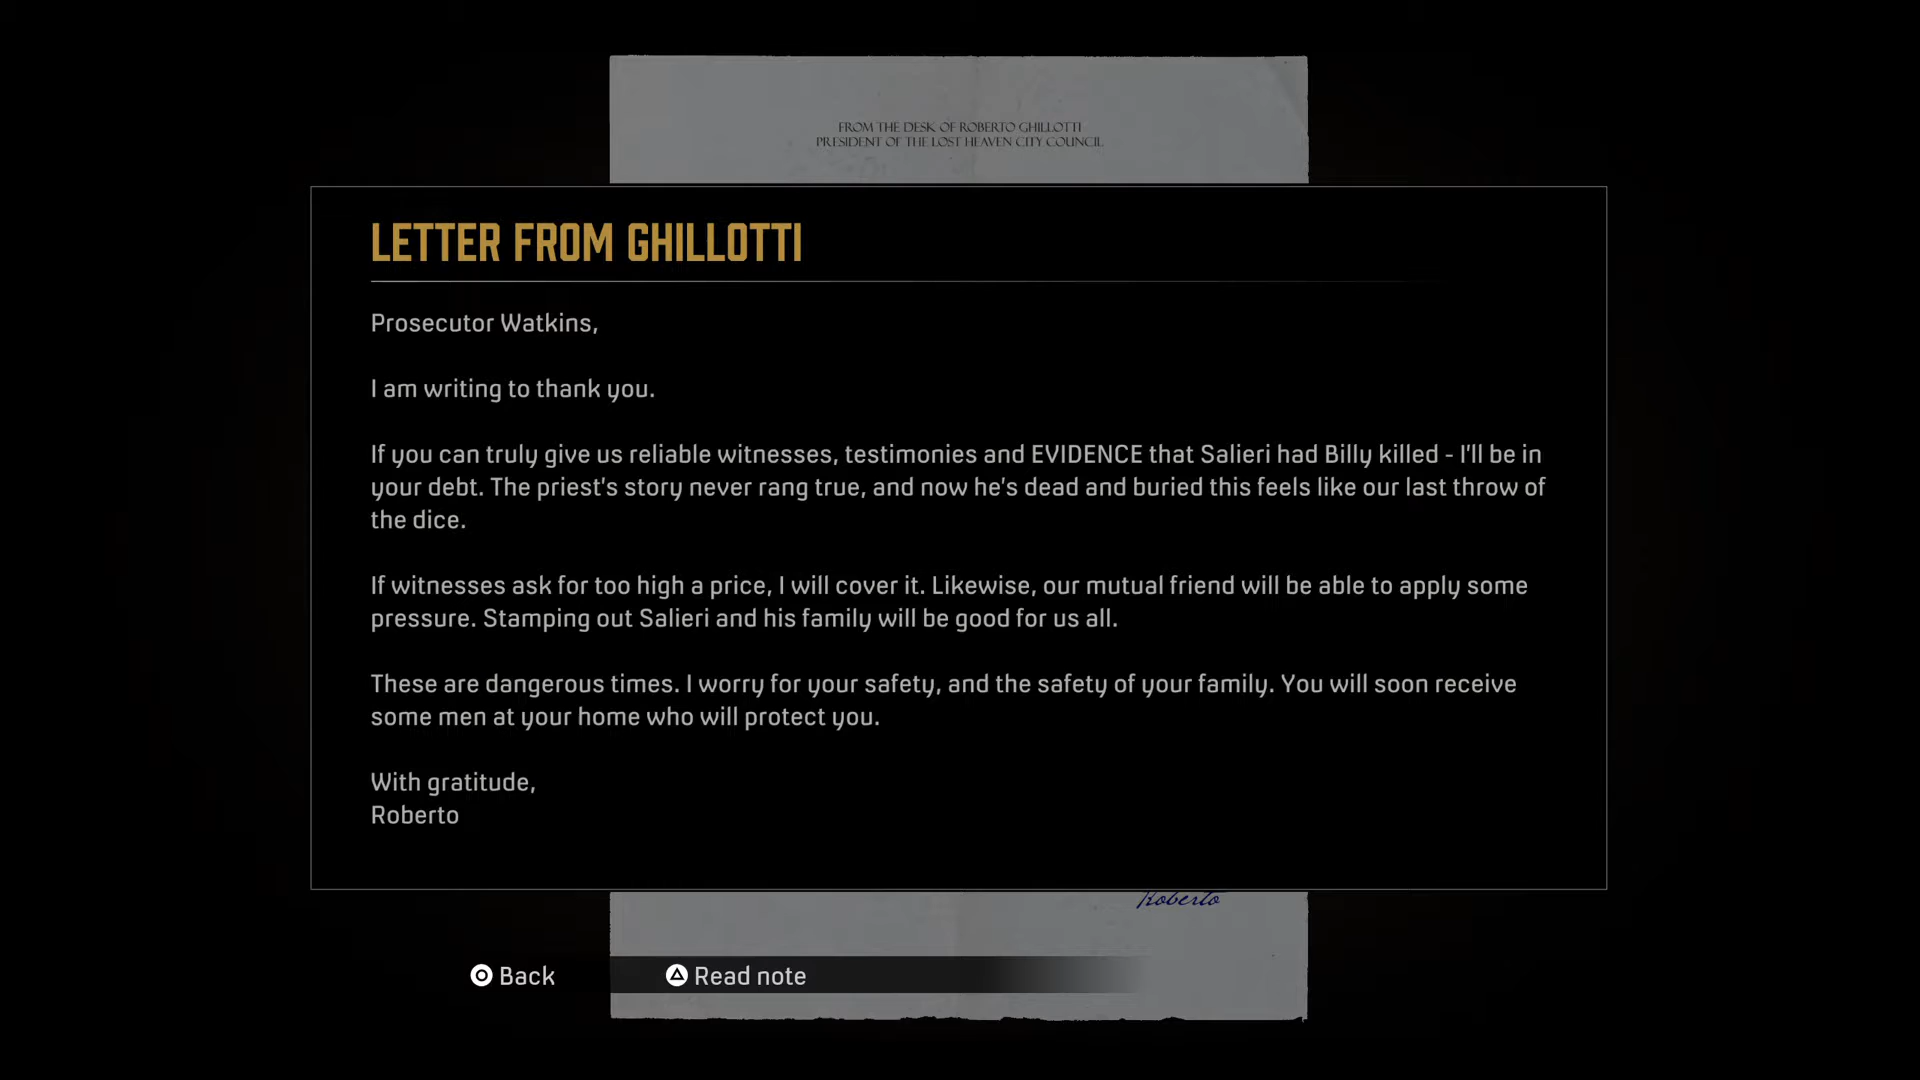 FROM THE DESK OF ROBERTO GHILLOTTI
PRESIDENT OF THE LOST HEAVEN CITY COUNCIL
LETTER FROM GHILLOTTI
Prosecutor Watkins,
I am writing to thank you.
If you can truly give us reliable witnesses, testimonies and EVIDENCE that Salieri had Billy killed - I'll be in
your debt. The priest's story never rang true, and now he's dead and buried this feels like our last throw of
the dice.
If witnesses ask for too high a price, I will cover it. Likewise, our mutual friend will be able to apply some
pressure. Stamping out Salieri and his family will be good for us all.
These are dangerous times. I worry for your safety, and the safety of your family. You will soon receive
some men at your home who will protect you.
With gratitude,
Roberto
Roberto
Back
Read note